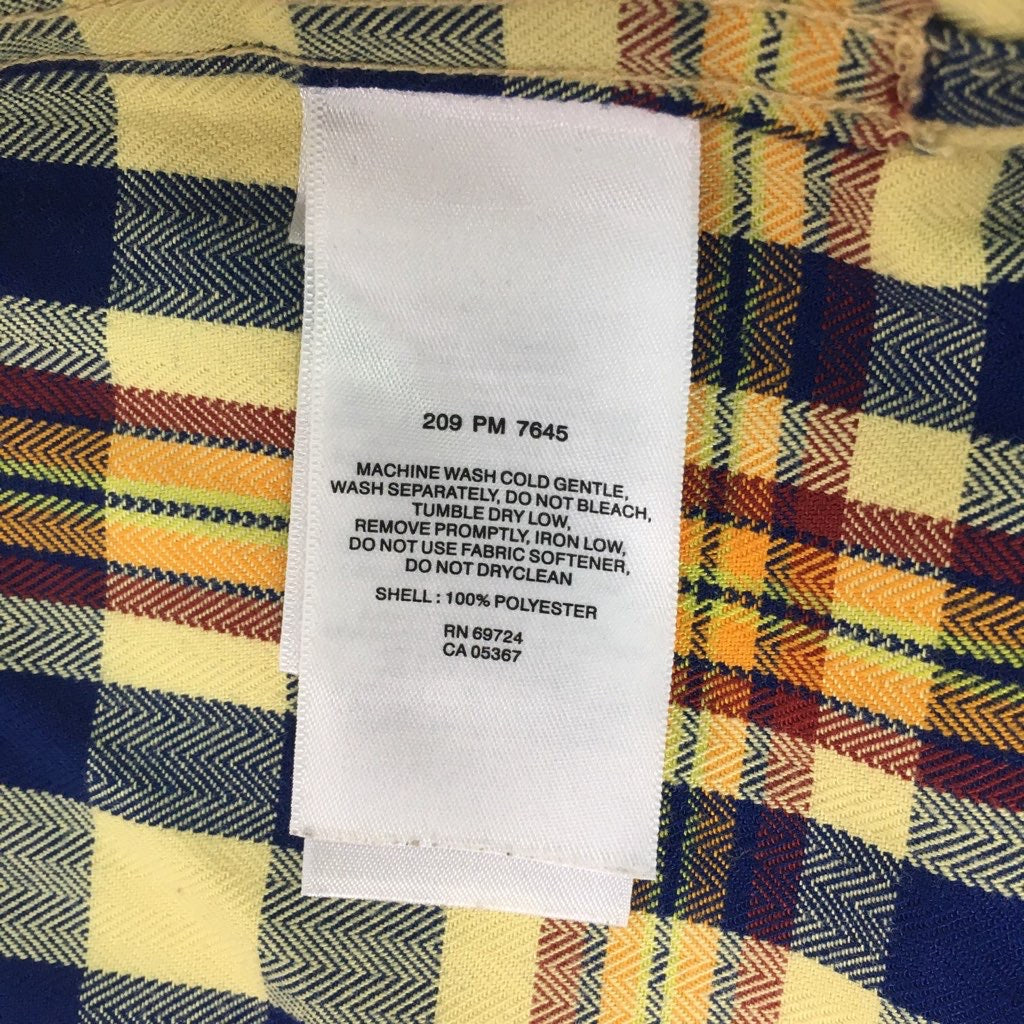 209 PM 7645
MACHINE WASH COLD GENTLE,
WASH SEPARATELY, DO NOT BLEACH,
TUMBLE DRY LOW,
REMOVE PROMPTLY, IRON LOW,
DO NOT USE FABRIC SOFTENER,
DO NOT DRYCLEAN
SHELL : 100% POLYESTER
RN 69724
CA 05367